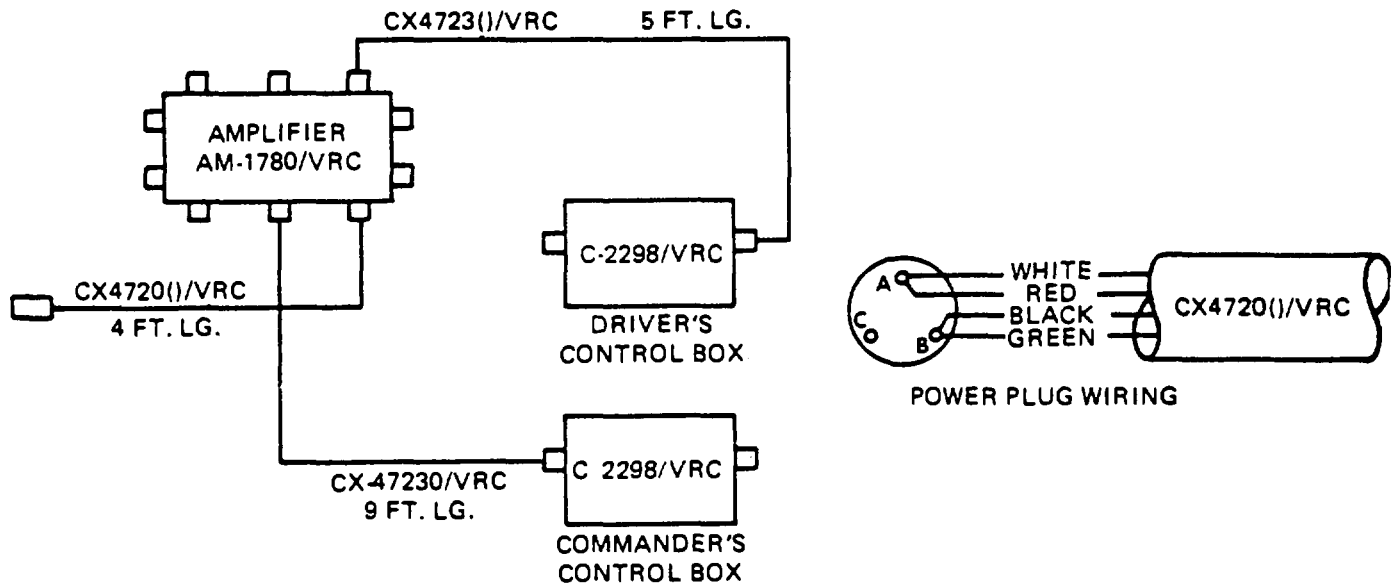 CX4723()/VRC 5 FT. LG.
AMPLIFIER
AM-1780/VRC
C-2298/VRC
DRIVER'S
CONTROL BOX
CX4720()/VRC
4 FT. LG.
CX-47230/VRC
9 FT. LG.
C 2298/VRC
COMMANDER'S
CONTROL BOX
A
C
B
WHITE
RED
BLACK
GREEN
CX4720()/VRC
POWER PLUG WIRING